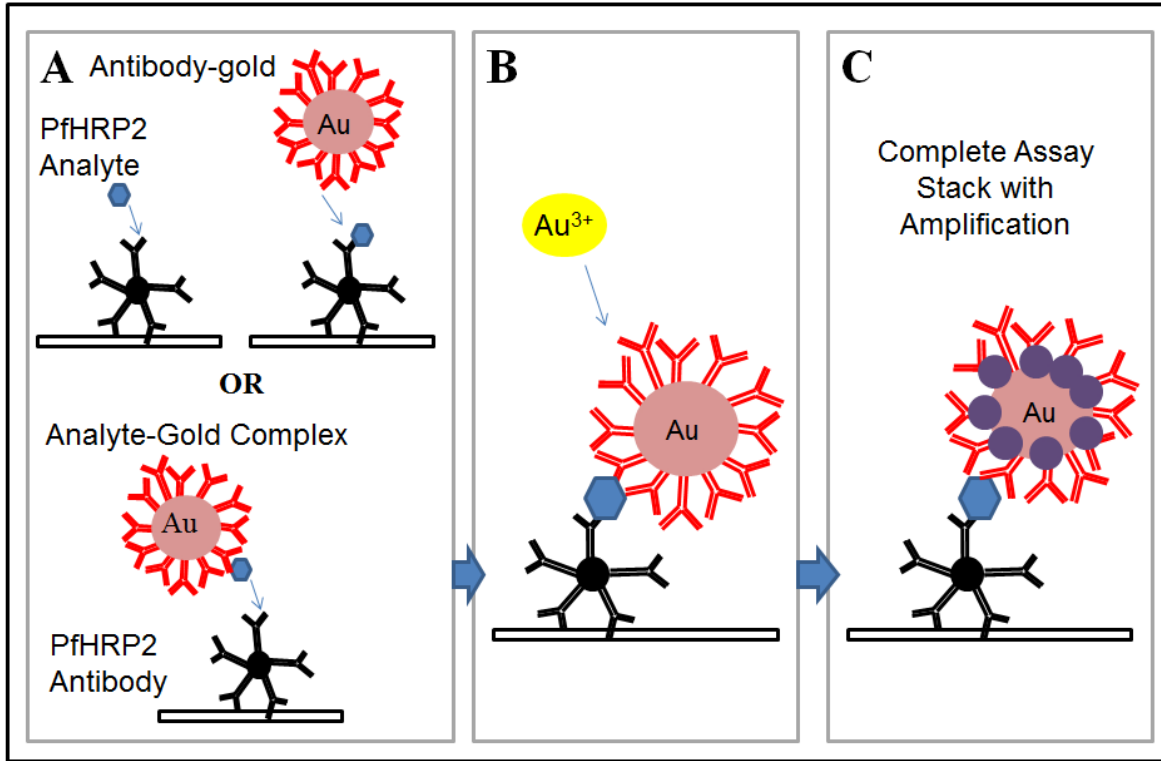 A
Antibody-gold
Au
PfHRP2
Analyte
OR
Analyte-Gold Complex
Au
PfHRP2
Antibody
B
Au³⁺
Au
C
Complete Assay
Stack with
Amplification
Au